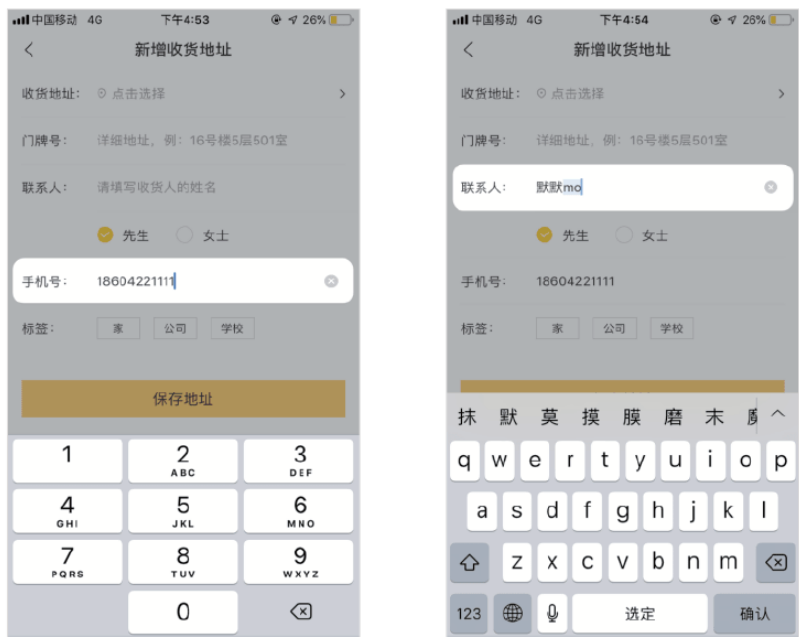 中国移动 4G 下午4:53 26%
新增收货地址
收货地址： 点击选择
门牌号： 详细地址，例：16号楼5层501室
联系人： 请填写收货人的姓名
先生 女士
手机号： 18604221111
标签： 家 公司 学校
保存地址
1 2 3
ABC DEF
4 5 6
GHI JKL MNO
7 8 9
PQRS TUV WXYZ
0
中国移动 4G 下午4:54 26%
新增收货地址
收货地址： 点击选择
门牌号： 详细地址，例：16号楼5层501室
联系人： 默默mo
先生 女士
手机号： 18604221111
标签： 家 公司 学校
抹 默 莫 摸 膜 磨 末
q w e r t y u i o p
a s d f g h j k l
z x c v b n m
123 选定 确认